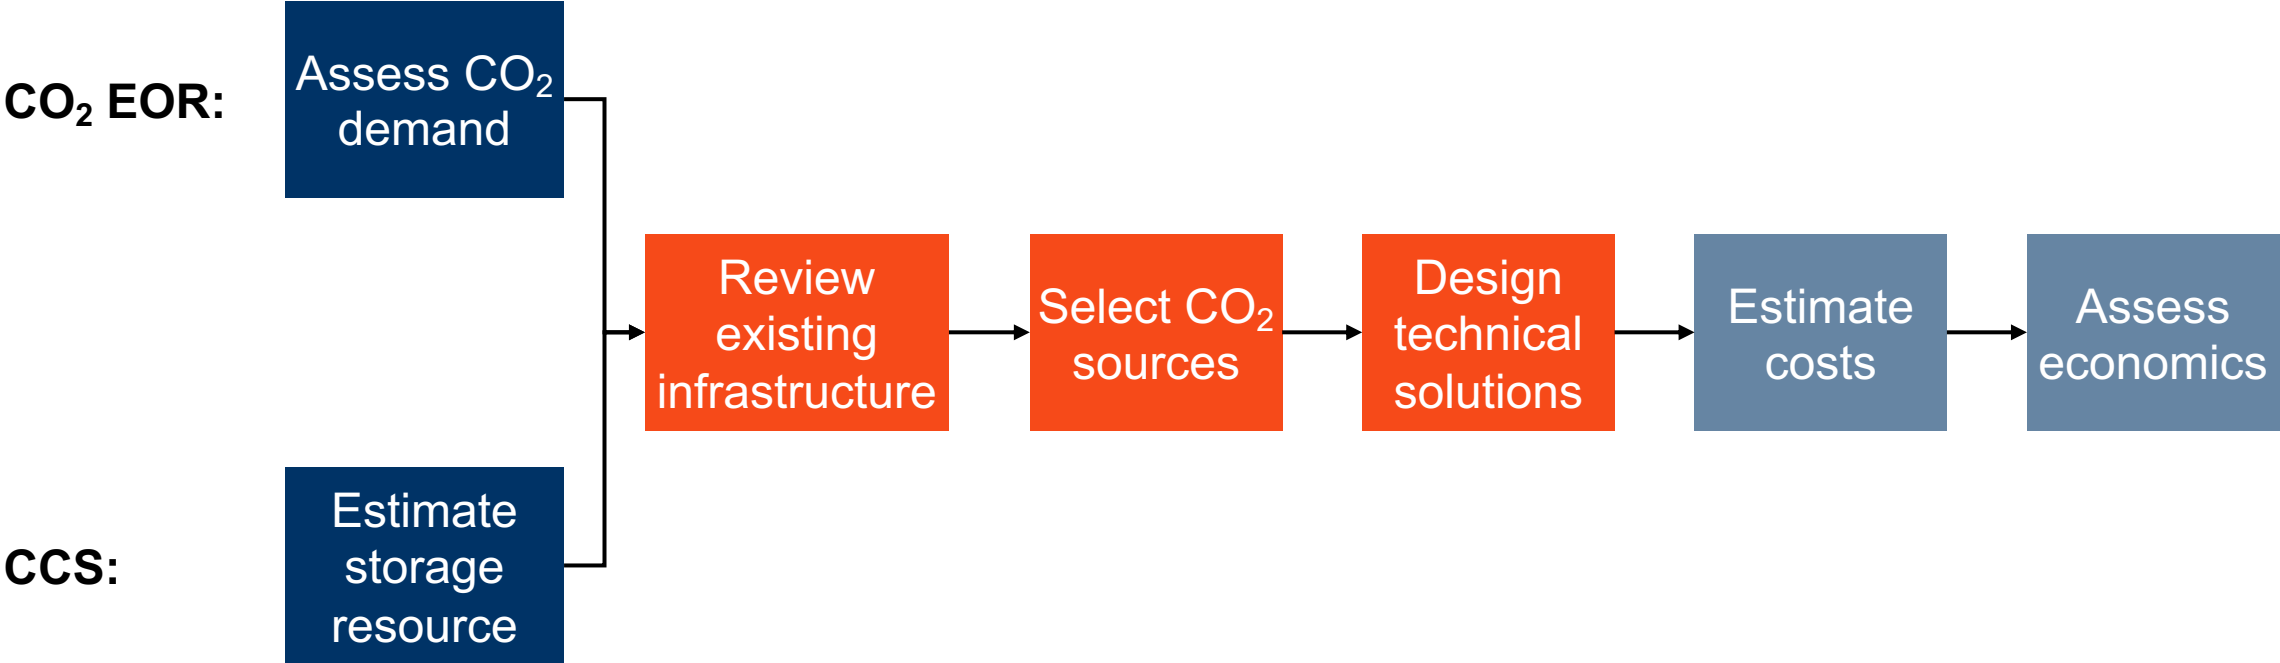 CO₂ EOR:
Assess CO₂
demand
Review
existing
infrastructure
Select CO₂
sources
Design
technical
solutions
Estimate
costs
Assess
economics
CCS:
Estimate
storage
resource